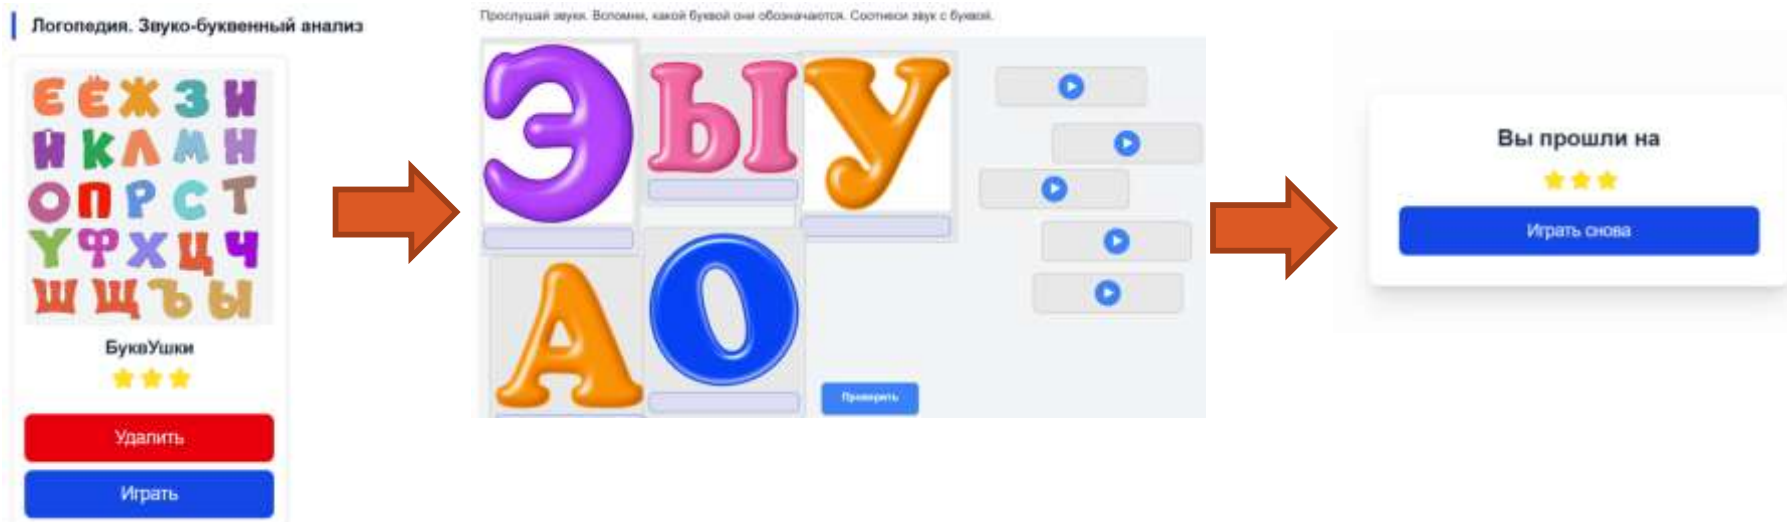 Логопедия. Звуко-буквенный анализ
Е Ё Ж З И
Й К Л М Н
О П Р С Т
У Ф Х Ц Ч
Ш Щ Ъ Ы
БуквУшки
Удалить
Играть
Прослушай звуки. Вспомни, какой буквой они обозначаются. Соотнеси звук с буквой.
Э Ы У
А О
Проверить
Вы прошли на
Играть снова